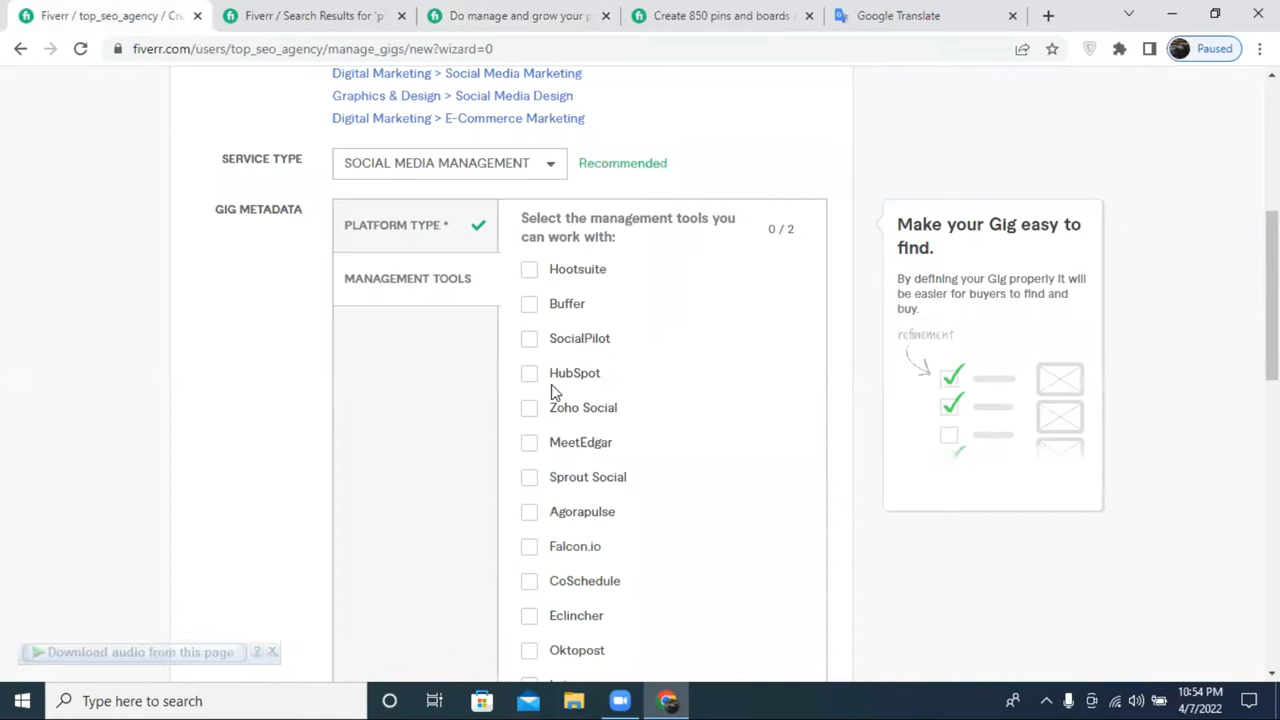 Fiverr / top_seo_agency / Cre
Fiverr / Search Results for 'p
Do manage and grow your p
Create 850 pins and boards a
Google Translate
fiverr.com/users/top_seo_agency/manage_gigs/new?wizard=0
Paused
Digital Marketing > Social Media Marketing
Graphics & Design > Social Media Design
Digital Marketing > E-Commerce Marketing
SERVICE TYPE
SOCIAL MEDIA MANAGEMENT
Recommended
GIG METADATA
PLATFORM TYPE *
MANAGEMENT TOOLS
Select the management tools you
can work with:
0 / 2
Hootsuite
Buffer
SocialPilot
HubSpot
Zoho Social
MeetEdgar
Sprout Social
Agorapulse
Falcon.io
CoSchedule
Eclincher
Oktopost
Make your Gig easy to
find.
By defining your Gig properly it will
be easier for buyers to find and
buy.
refinement
Download audio from this page
?
Type here to search
10:54 PM
4/7/2022